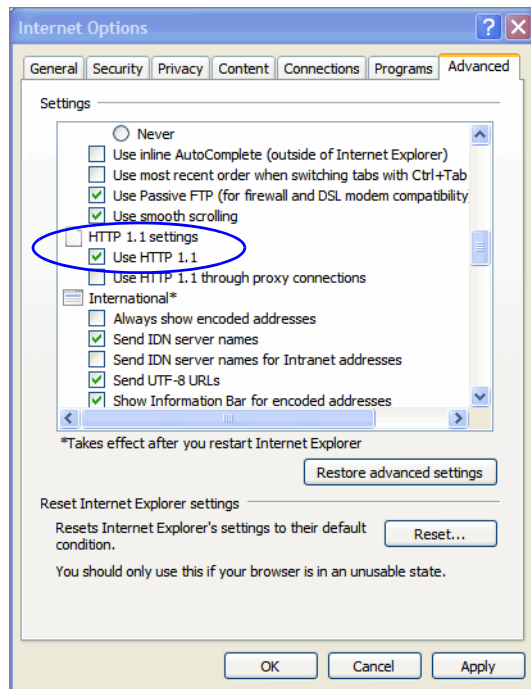 Internet Options
?
X
General Security Privacy Content Connections Programs Advanced
Settings
Never
Use inline AutoComplete (outside of Internet Explorer)
Use most recent order when switching tabs with Ctrl+Tab
Use Passive FTP (for firewall and DSL modem compatibility
Use smooth scrolling
HTTP 1.1 settings
Use HTTP 1.1
Use HTTP 1.1 through proxy connections
International*
Always show encoded addresses
Send IDN server names
Send IDN server names for Intranet addresses
Send UTF-8 URLs
Show Information Bar for encoded addresses
*Takes effect after you restart Internet Explorer
Restore advanced settings
Reset Internet Explorer settings
Resets Internet Explorer's settings to their default
condition.
Reset...
You should only use this if your browser is in an unusable state.
OK Cancel Apply